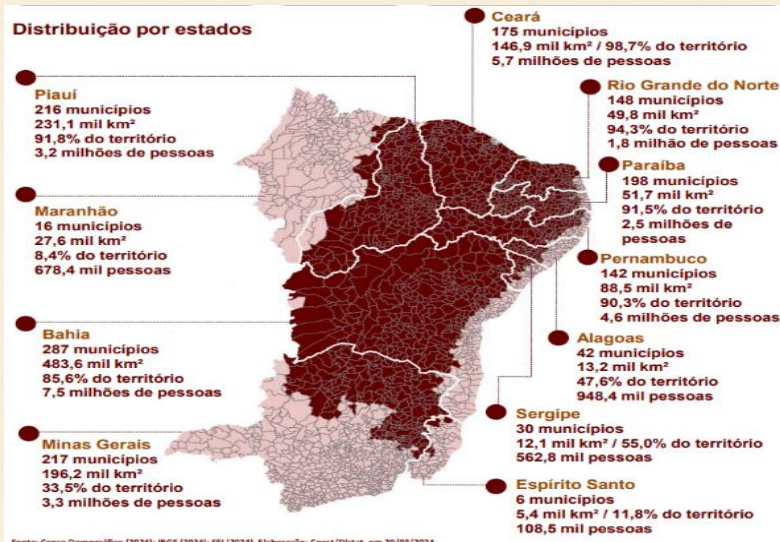 Distribuição por estados
Ceará
175 municípios
146,9 mil km² / 98,7% do território
5,7 milhões de pessoas
Piauí
216 municípios
231,1 mil km²
91,8% do território
3,2 milhões de pessoas
Rio Grande do Norte
148 municípios
49,8 mil km²
94,3% do território
1,8 milhão de pessoas
Paraíba
198 municípios
51,7 mil km²
91,5% do território
2,5 milhões de
pessoas
Maranhão
16 municípios
27,6 mil km²
8,4% do território
678,4 mil pessoas
Pernambuco
142 municípios
88,5 mil km²
90,3% do território
4,6 milhões de pessoas
Bahia
287 municípios
483,6 mil km²
85,6% do território
7,5 milhões de pessoas
Alagoas
42 municípios
13,2 mil km²
47,6% do território
948,4 mil pessoas
Sergipe
30 municípios
12,1 mil km² / 55,0% do território
562,8 mil pessoas
Minas Gerais
217 municípios
196,2 mil km²
33,5% do território
3,3 milhões de pessoas
Espírito Santo
6 municípios
5,4 mil km² / 11,8% do território
108,5 mil pessoas
Fonte: Censo Demográfico (2024); IBGE (2024); Elaboração: em